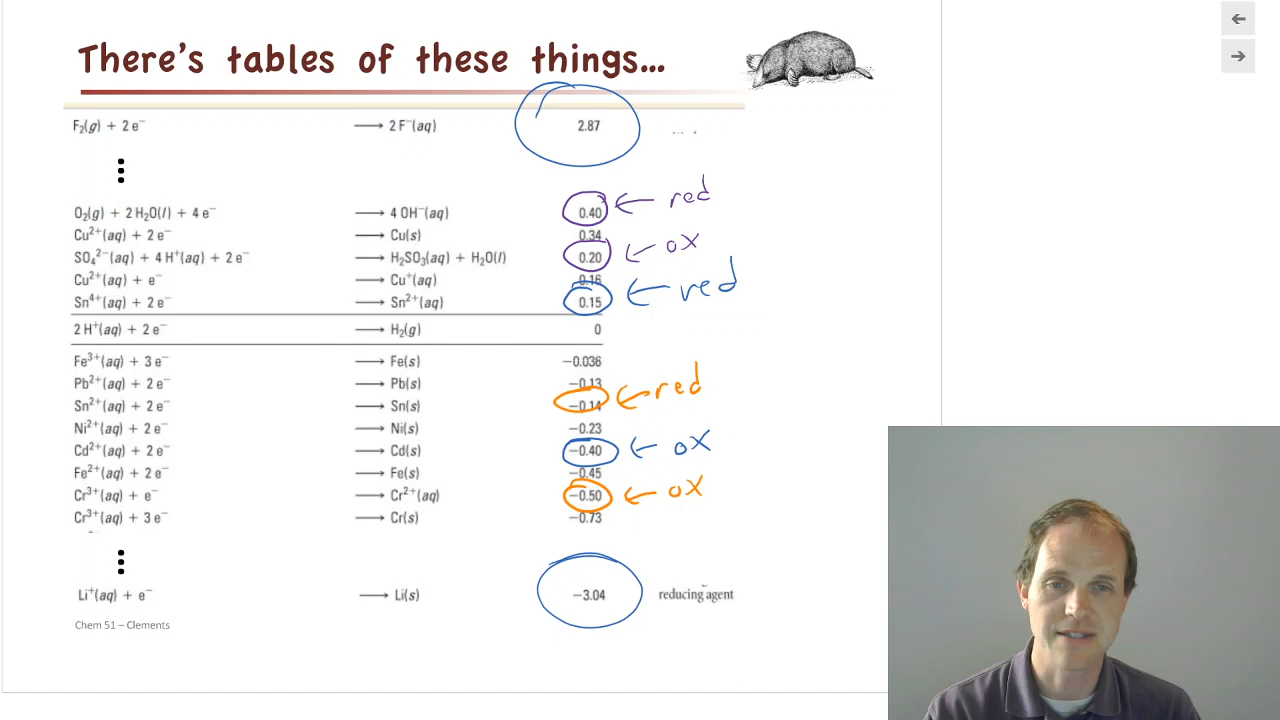 There's tables of these things...
F₂(g) + 2 e⁻ ⟶ 2 F⁻(aq) 2.87
O₂(g) + 2 H₂O(l) + 4 e⁻ ⟶ 4 OH⁻(aq) 0.40 ← red
Cu²⁺(aq) + 2 e⁻ ⟶ Cu(s) 0.34
SO₄²⁻(aq) + 4 H⁺(aq) + 2 e⁻ ⟶ H₂SO₃(aq) + H₂O(l) 0.20 ← ox
Cu²⁺(aq) + e⁻ ⟶ Cu⁺(aq) 0.16
Sn⁴⁺(aq) + 2 e⁻ ⟶ Sn²⁺(aq) 0.15 ← red
2 H⁺(aq) + 2 e⁻ ⟶ H₂(g) 0
Fe³⁺(aq) + 3 e⁻ ⟶ Fe(s) −0.036
Pb²⁺(aq) + 2 e⁻ ⟶ Pb(s) −0.13
Sn²⁺(aq) + 2 e⁻ ⟶ Sn(s) −0.14 ← red
Ni²⁺(aq) + 2 e⁻ ⟶ Ni(s) −0.23
Cd²⁺(aq) + 2 e⁻ ⟶ Cd(s) −0.40 ← ox
Fe²⁺(aq) + 2 e⁻ ⟶ Fe(s) −0.45
Cr³⁺(aq) + e⁻ ⟶ Cr²⁺(aq) −0.50 ← ox
Cr³⁺(aq) + 3 e⁻ ⟶ Cr(s) −0.73
Li⁺(aq) + e⁻ ⟶ Li(s) −3.04 reducing agent
Chem 51 – Clements